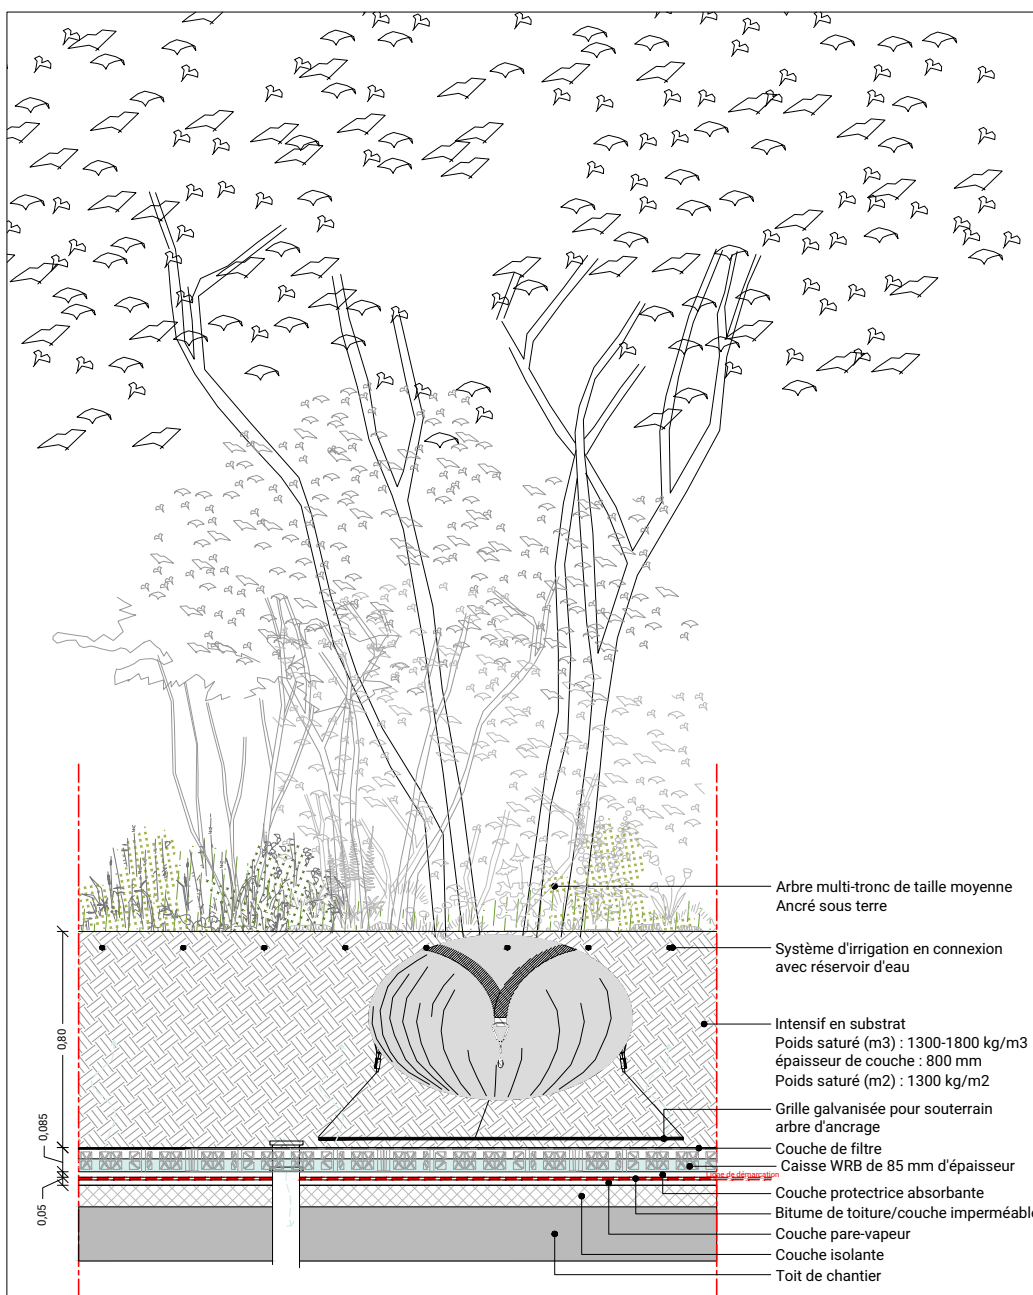 Arbre multi-tronc de taille moyenne
Ancré sous terre
Système d'irrigation en connexion
avec réservoir d'eau
Intensif en substrat
Poids saturé (m3) : 1300-1800 kg/m3
épaisseur de couche : 800 mm
Poids saturé (m2) : 1300 kg/m2
Grille galvanisée pour souterrain
arbre d'ancrage
Couche de filtre
Caisse WRB de 85 mm d'épaisseur
Ligne de démarcation
Couche protectrice absorbante
Bitume de toiture/couche imperméable
Couche pare-vapeur
Couche isolante
Toit de chantier
0,80
0,085
0,05